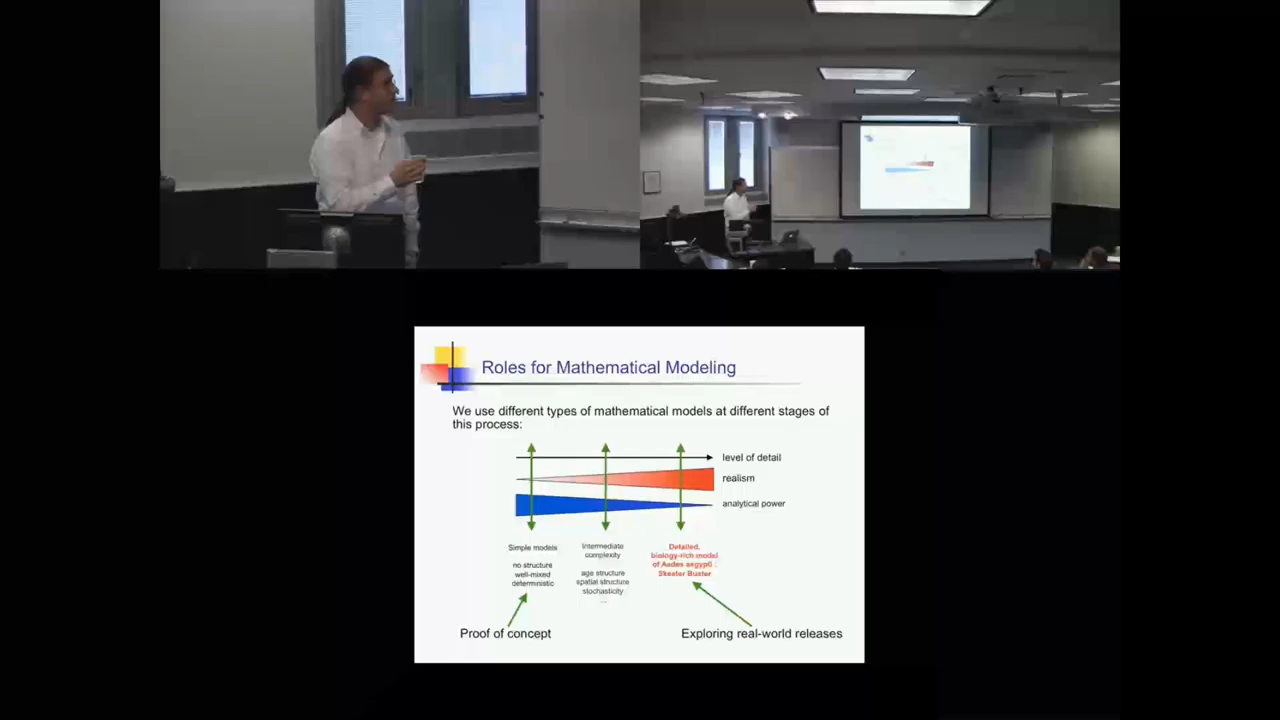 Roles for Mathematical Modeling
We use different types of mathematical models at different stages of
this process:
level of detail
realism
analytical power
Simple models
no structure
well-mixed
deterministic
Intermediate
complexity
age structure
spatial structure
stochasticity
...
Detailed,
biology-rich model
of Aedes aegypti :
Skeeter Buster
Proof of concept
Exploring real-world releases